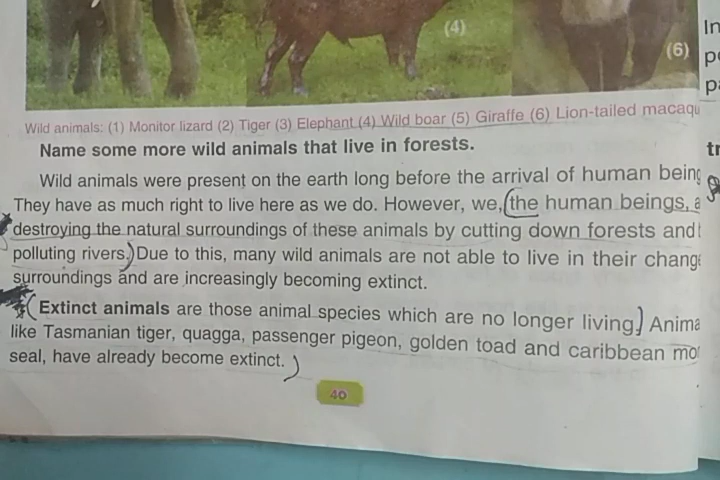 (4)
(6)
Wild animals: (1) Monitor lizard (2) Tiger (3) Elephant (4) Wild boar (5) Giraffe (6) Lion-tailed macaqu
Name some more wild animals that live in forests.
Wild animals were present on the earth long before the arrival of human being
They have as much right to live here as we do. However, we, (the human beings, a
destroying the natural surroundings of these animals by cutting down forests and
polluting rivers.) Due to this, many wild animals are not able to live in their change
surroundings and are increasingly becoming extinct.
(Extinct animals are those animal species which are no longer living.) Anima
like Tasmanian tiger, quagga, passenger pigeon, golden toad and caribbean mo
seal, have already become extinct.)
40
In